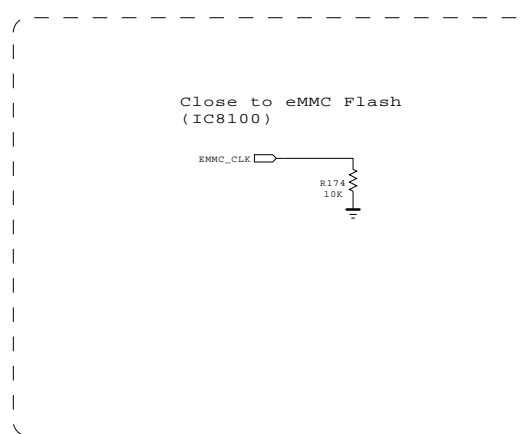 Close to eMMC Flash
(IC8100)
EMMC_CLK
R174
10K